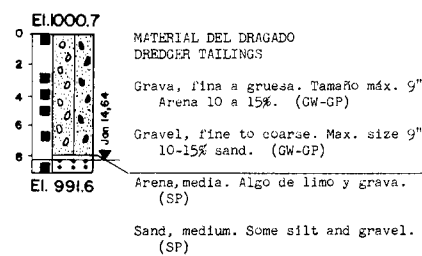 El.1000.7
0
2
4
6
8
Jan 14,64
El. 991.6
MATERIAL DEL DRAGADO
DREDGER TAILINGS
Grava, fina a gruesa. Tamaño máx. 9"
Arena 10 a 15%. (GW-GP)
Gravel, fine to coarse. Max. size 9"
10-15% sand. (GW-GP)
Arena, media. Algo de limo y grava.
(SP)
Sand, medium. Some silt and gravel.
(SP)